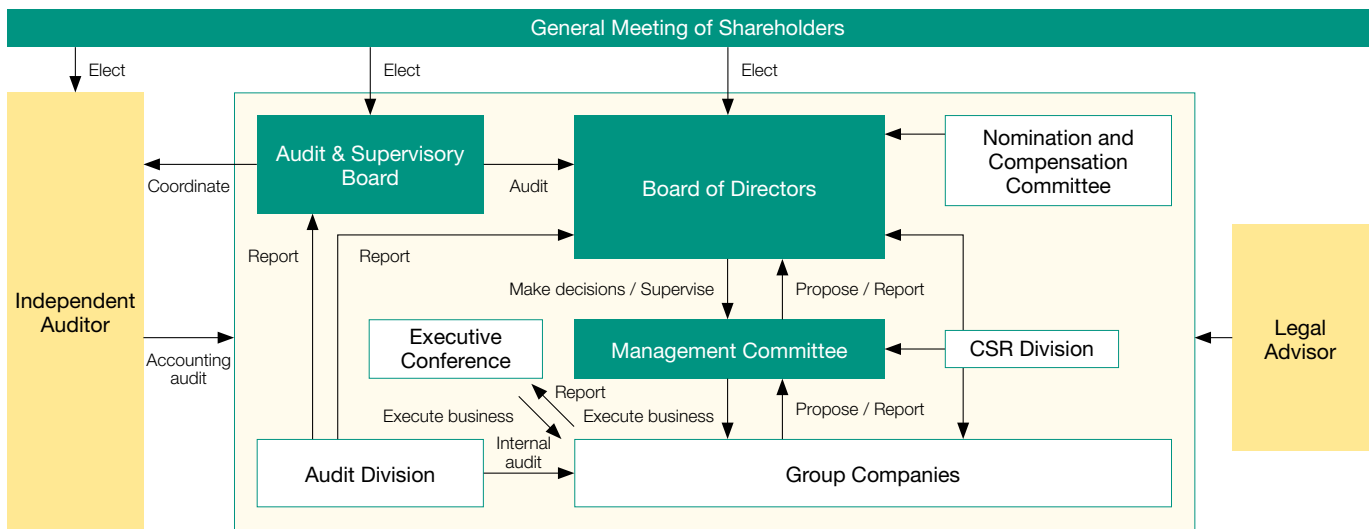 General Meeting of Shareholders
Elect
Elect
Elect
Audit & Supervisory
Board
Board of Directors
Nomination and
Compensation
Committee
Coordinate
Audit
Report
Report
Independent
Auditor
Make decisions / Supervise
Propose / Report
Legal
Advisor
Executive
Conference
Management Committee
CSR Division
Accounting
audit
Report
Execute business
Execute business
Propose / Report
Internal
audit
Audit Division
Group Companies